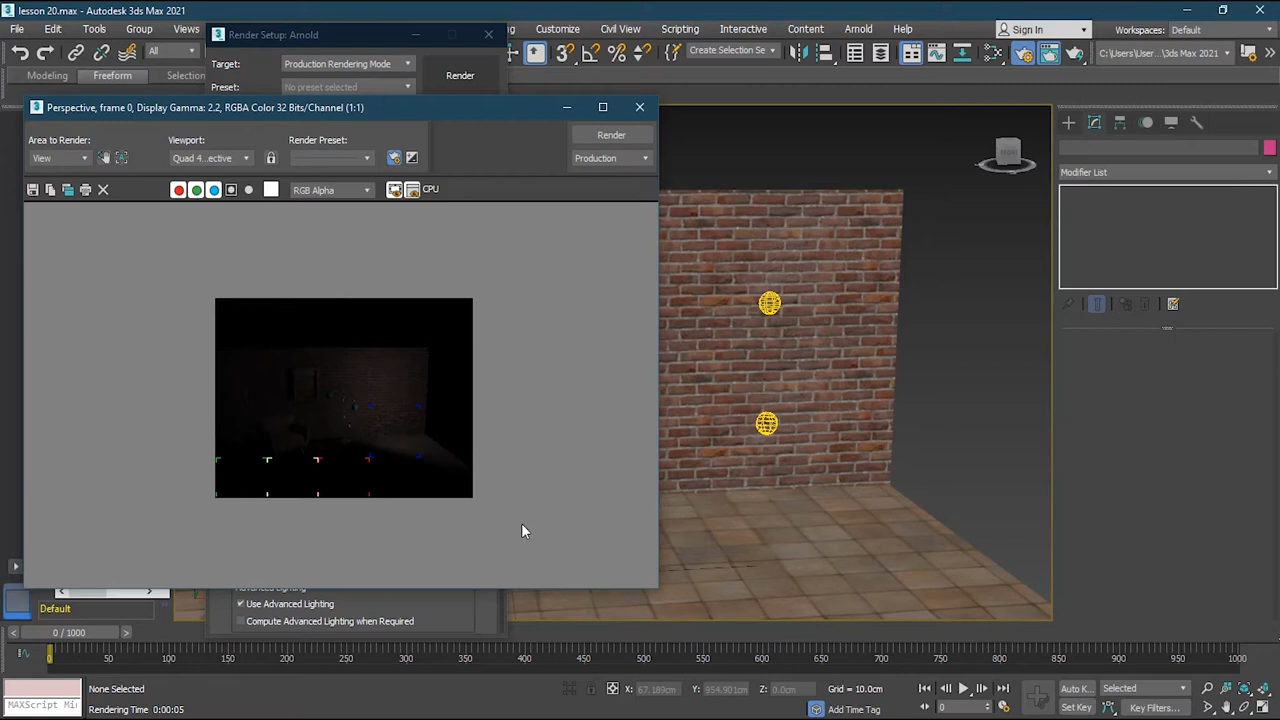 lesson 20.max - Autodesk 3ds Max 2021
File Edit Tools Group Views
Customize Civil View Scripting Interactive Content Arnold Help
Sign In
Workspaces: Default
Render Setup: Arnold
All
Create Selection Se
C:\Users\User...\3ds Max 2021
Target: Production Rendering Mode
Render
Modeling Freeform Selection
Preset: No preset selected
Perspective, frame 0, Display Gamma: 2.2, RGBA Color 32 Bits/Channel (1:1)
Area to Render:
Viewport:
Render Preset:
Render
View
Quad 4...ective
Production
RGB Alpha
CPU
Modifier List
Use Advanced Lighting
Compute Advanced Lighting when Required
Default
0 / 1000
0 50 100 150 200 250 300 350 400 450 500 550 600 650 700 750 800 850 900 950 1000
None Selected
X: 67.189cm Y: 954.901cm Z: 0.0cm Grid = 10.0cm
Auto K... Selected
MAXScript Mi
Rendering Time 0:00:05
Add Time Tag
0
Set Key Key Filters...